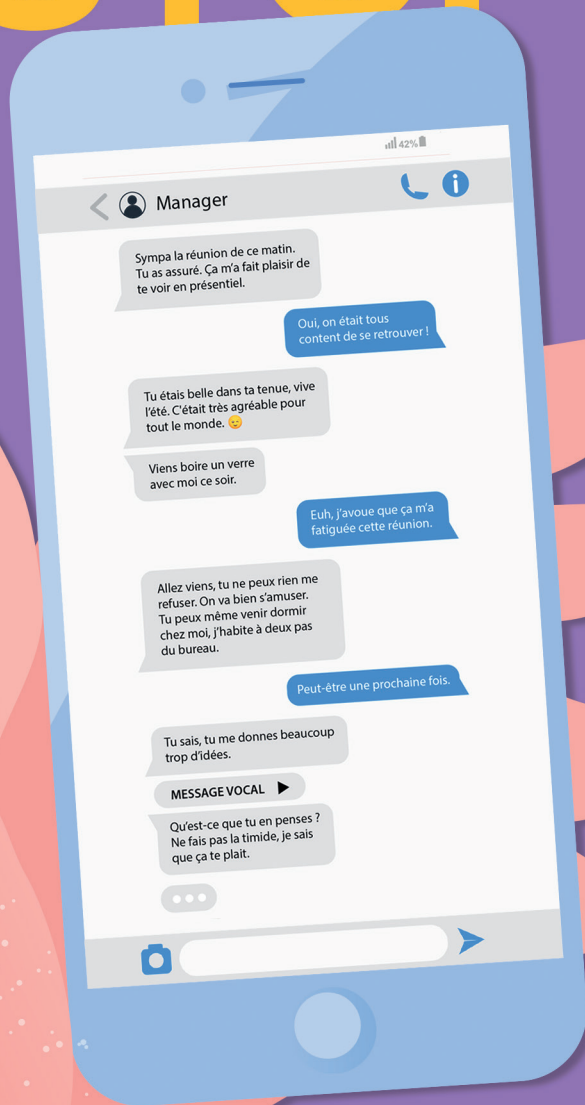 42%
Manager
Sympa la réunion de ce matin.
Tu as assuré. Ça m'a fait plaisir de
te voir en présentiel.
Oui, on était tous
content de se retrouver !
Tu étais belle dans ta tenue, vive
l'été. C'était très agréable pour
tout le monde. 😏
Viens boire un verre
avec moi ce soir.
Euh, j'avoue que ça m'a
fatiguée cette réunion.
Allez viens, tu ne peux rien me
refuser. On va bien s'amuser.
Tu peux même venir dormir
chez moi, j'habite à deux pas
du bureau.
Peut-être une prochaine fois.
Tu sais, tu me donnes beaucoup
trop d'idées.
MESSAGE VOCAL
Qu'est-ce que tu en penses ?
Ne fais pas la timide, je sais
que ça te plait.